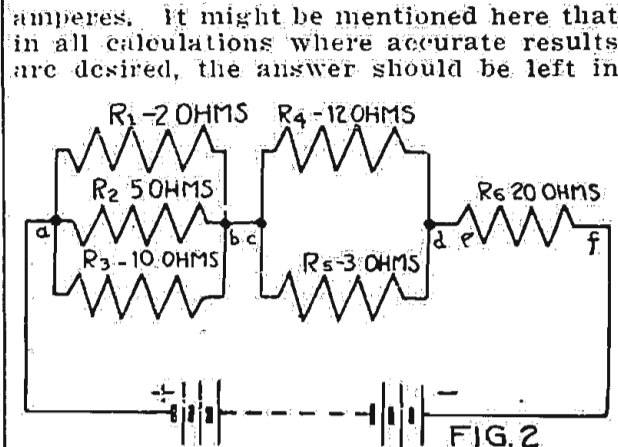 amperes. It might be mentioned here that
in all calculations where accurate results
are desired, the answer should be left in
R1-2 OHMS R4-12 OHMS
R2 5 OHMS R6 20 OHMS
a b c d e f
R3-10 OHMS R5-3 OHMS
+ −
FIG. 2